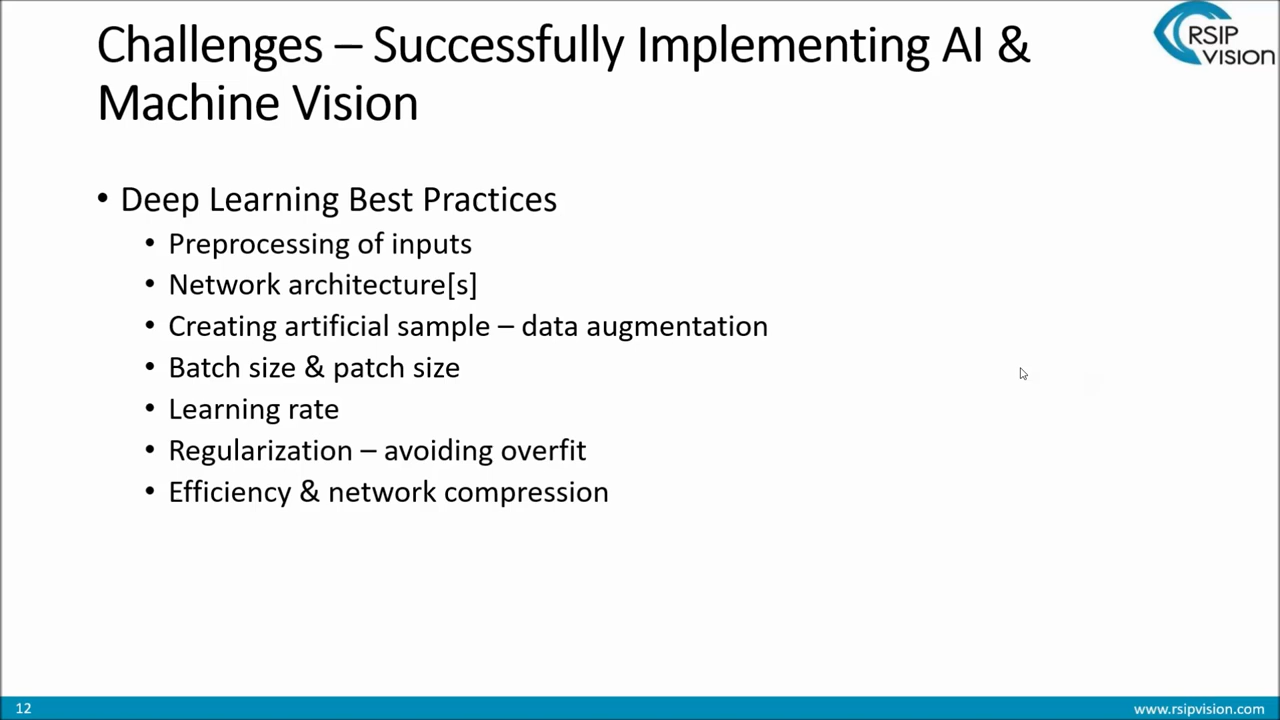 Challenges – Successfully Implementing AI &
Machine Vision
RSIP
VISION
• Deep Learning Best Practices
• Preprocessing of inputs
• Network architecture[s]
• Creating artificial sample – data augmentation
• Batch size & patch size
• Learning rate
• Regularization – avoiding overfit
• Efficiency & network compression
12
www.rsipvision.com